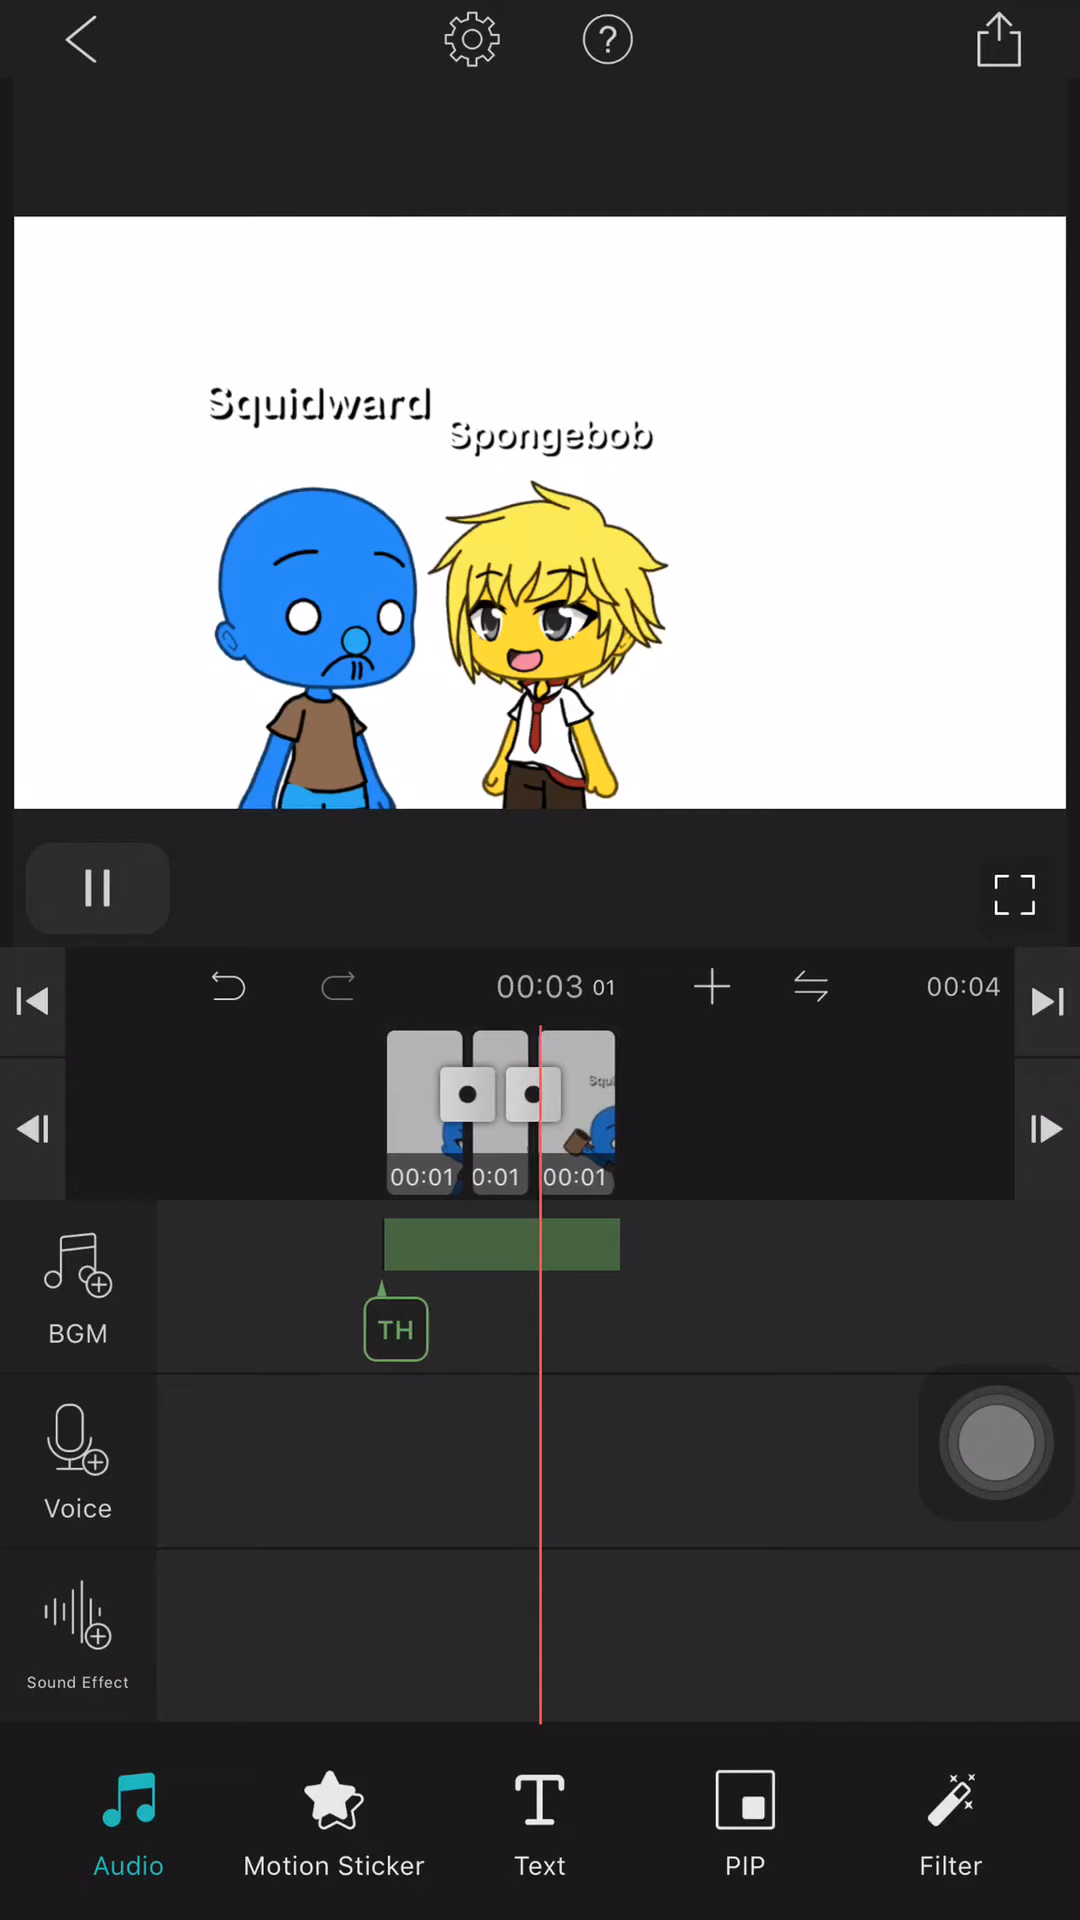 ?
Squidward
Spongebob
00:03 01
00:04
Squi
00:01
0:01
00:01
BGM
TH
Voice
Sound Effect
Audio
Motion Sticker
Text
PIP
Filter